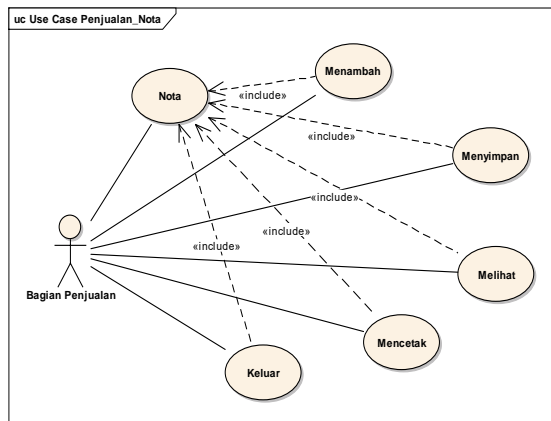 uc Use Case Penjualan_Nota
Menambah
Nota
«include»
«include»
Menyimpan
«include»
«include»
«include»
Melihat
Bagian Penjualan
Mencetak
Keluar